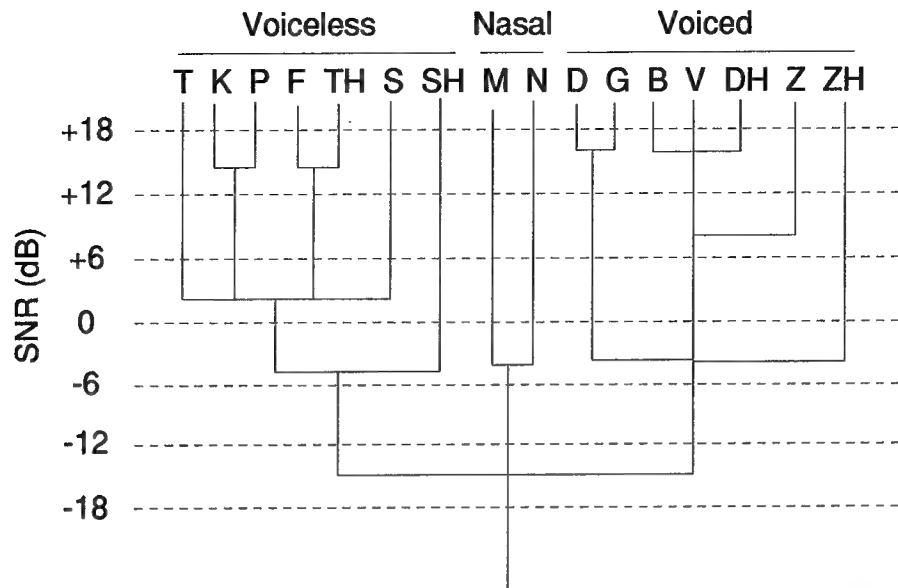 Voiceless Nasal Voiced
T K P F TH S SH M N D G B V DH Z ZH
+18
+12
+6
0
-6
-12
-18
SNR (dB)